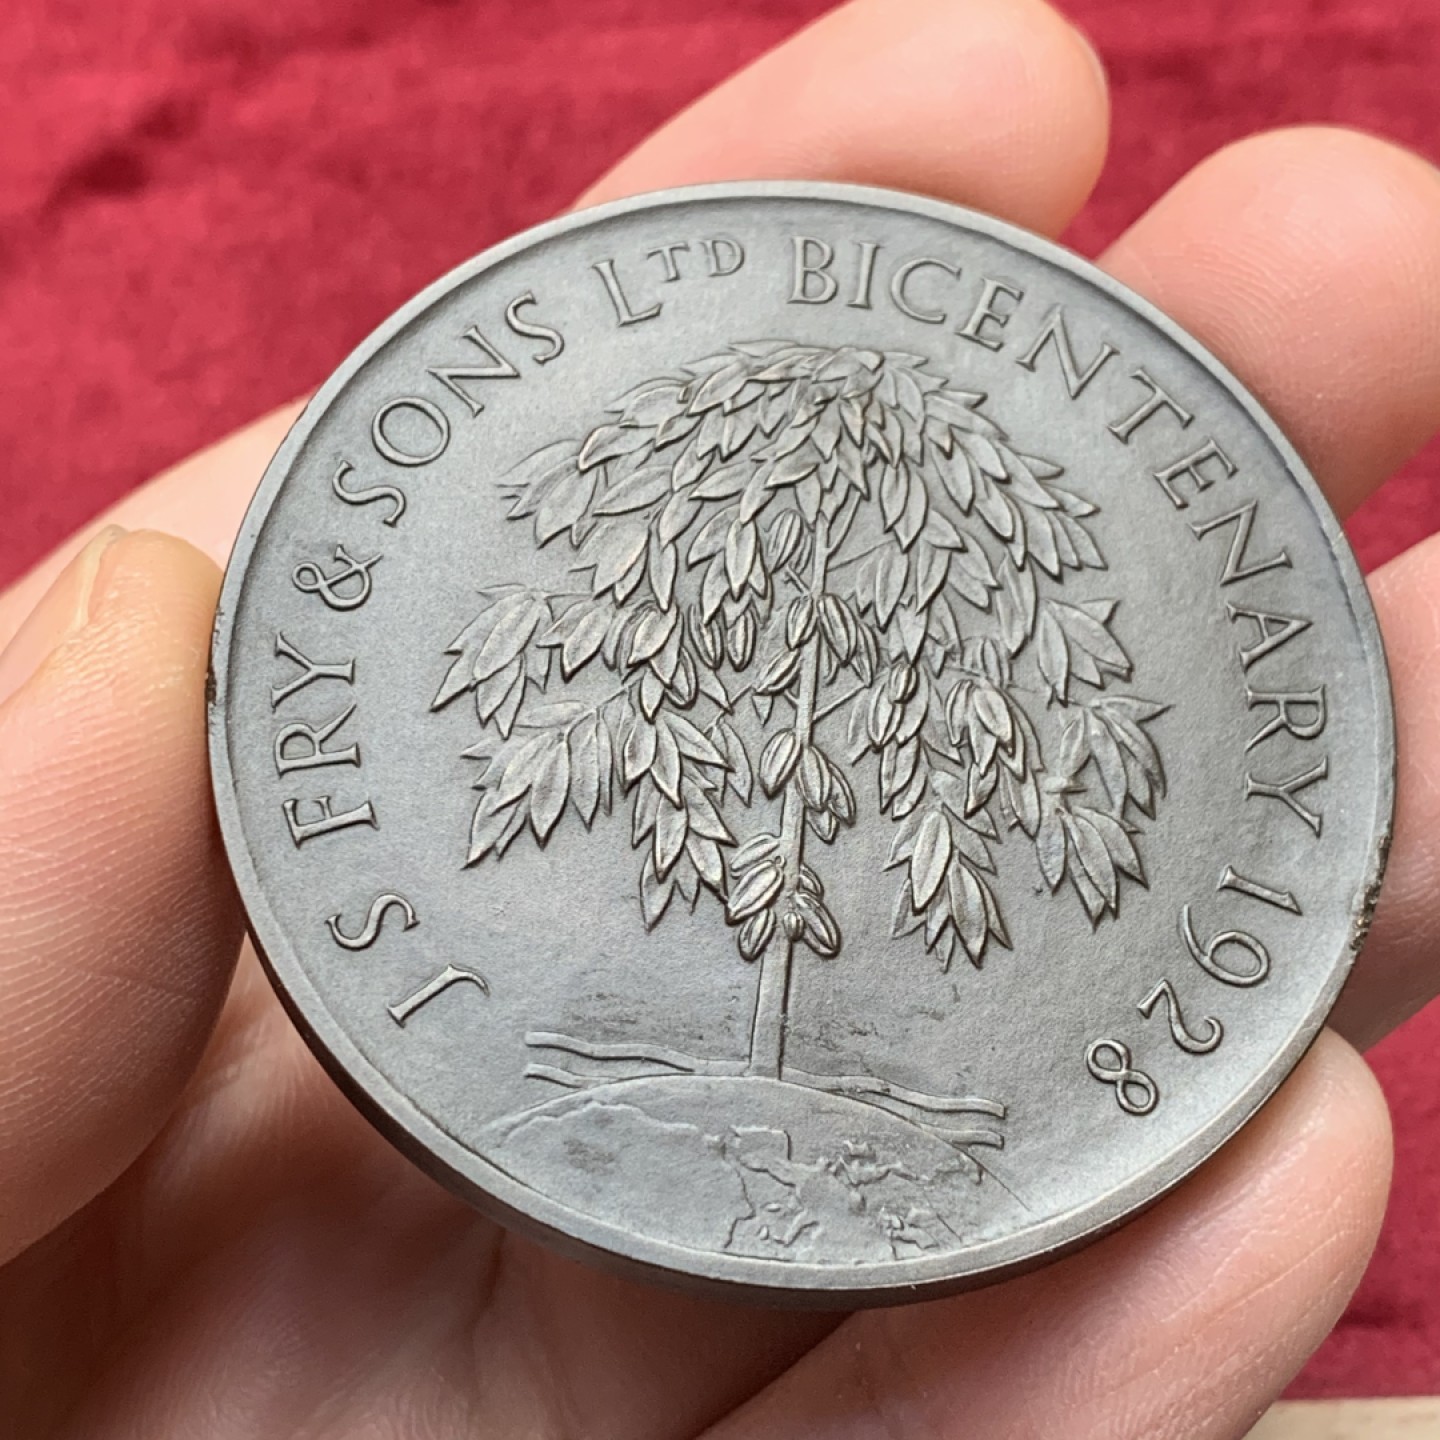 J S FRY & SONS LTD BICENTENARY 1928